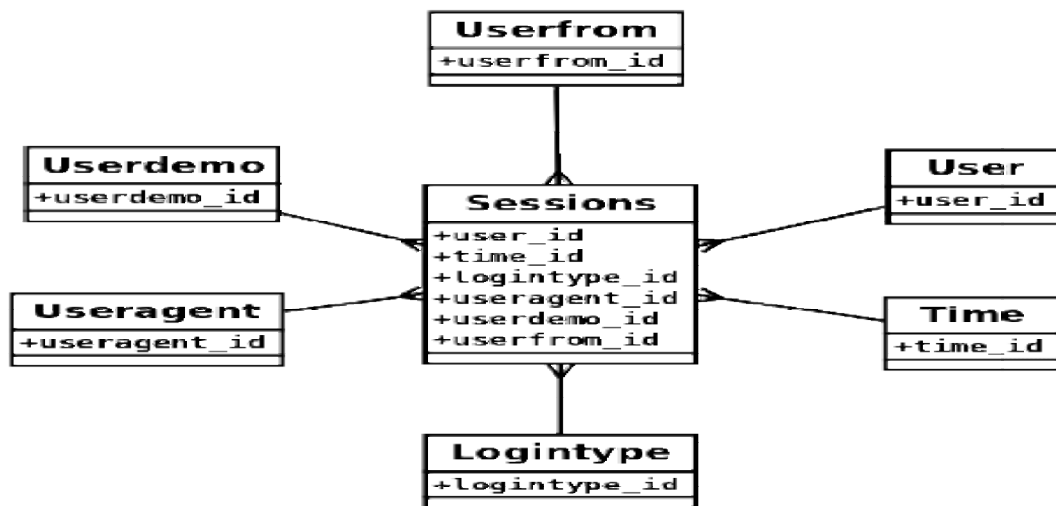 Userfrom
+userfrom_id
Userdemo
+userdemo_id
User
+user_id
Sessions
+user_id
+time_id
+logintype_id
+useragent_id
+userdemo_id
+userfrom_id
Useragent
+useragent_id
Time
+time_id
Logintype
+logintype_id